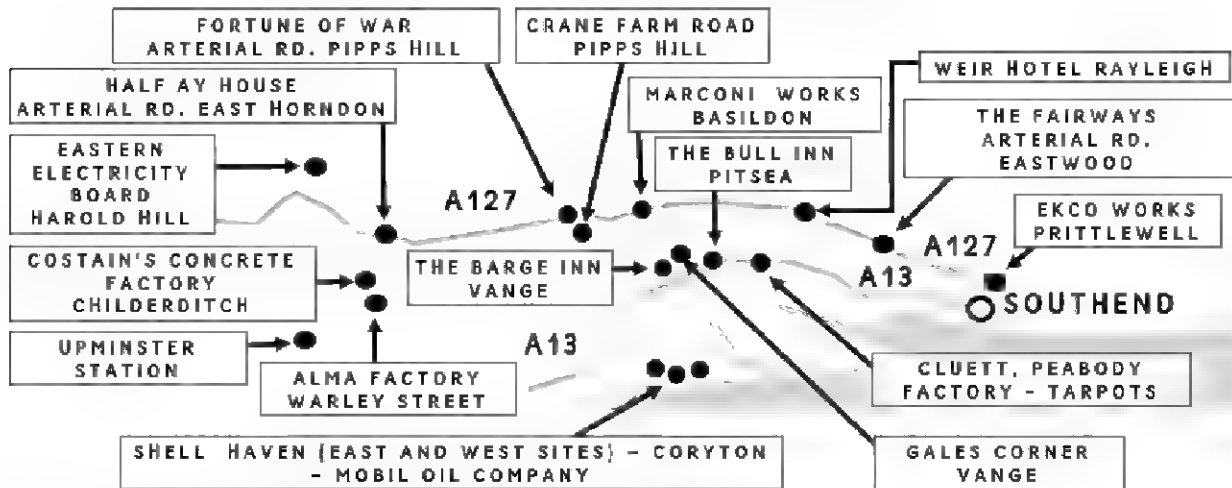 FORTUNE OF WAR
ARTERIAL RD. PIPPS HILL
CRANE FARM ROAD
PIPPS HILL
WEIR HOTEL RAYLEIGH
HALF AY HOUSE
ARTERIAL RD. EAST HORNDON
MARCONI WORKS
BASILDON
THE FAIRWAYS
ARTERIAL RD.
EASTWOOD
EASTERN
ELECTRICITY
BOARD
HAROLD HILL
THE BULL INN
PITSEA
A127
EKCO WORKS
PRITTLEWELL
COSTAIN'S CONCRETE
FACTORY
CHILDERDITCH
THE BARGE INN
VANGE
A127
A13
SOUTHEND
UPMINSTER
STATION
A13
ALMA FACTORY
WARLEY STREET
CLUETT, PEABODY
FACTORY – TARPOTS
SHELL HAVEN (EAST AND WEST SITES) – CORYTON
– MOBIL OIL COMPANY
GALES CORNER
VANGE